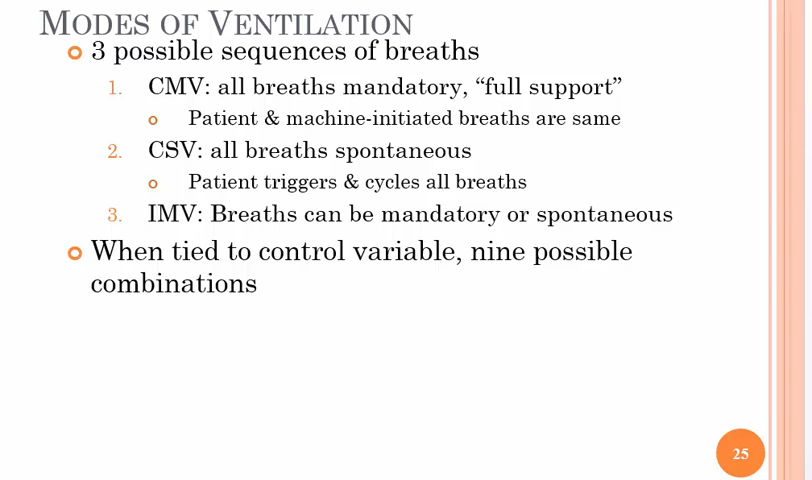 MODES OF VENTILATION
3 possible sequences of breaths
1. CMV: all breaths mandatory, “full support”
Patient & machine-initiated breaths are same
2. CSV: all breaths spontaneous
Patient triggers & cycles all breaths
3. IMV: Breaths can be mandatory or spontaneous
When tied to control variable, nine possible
combinations
25